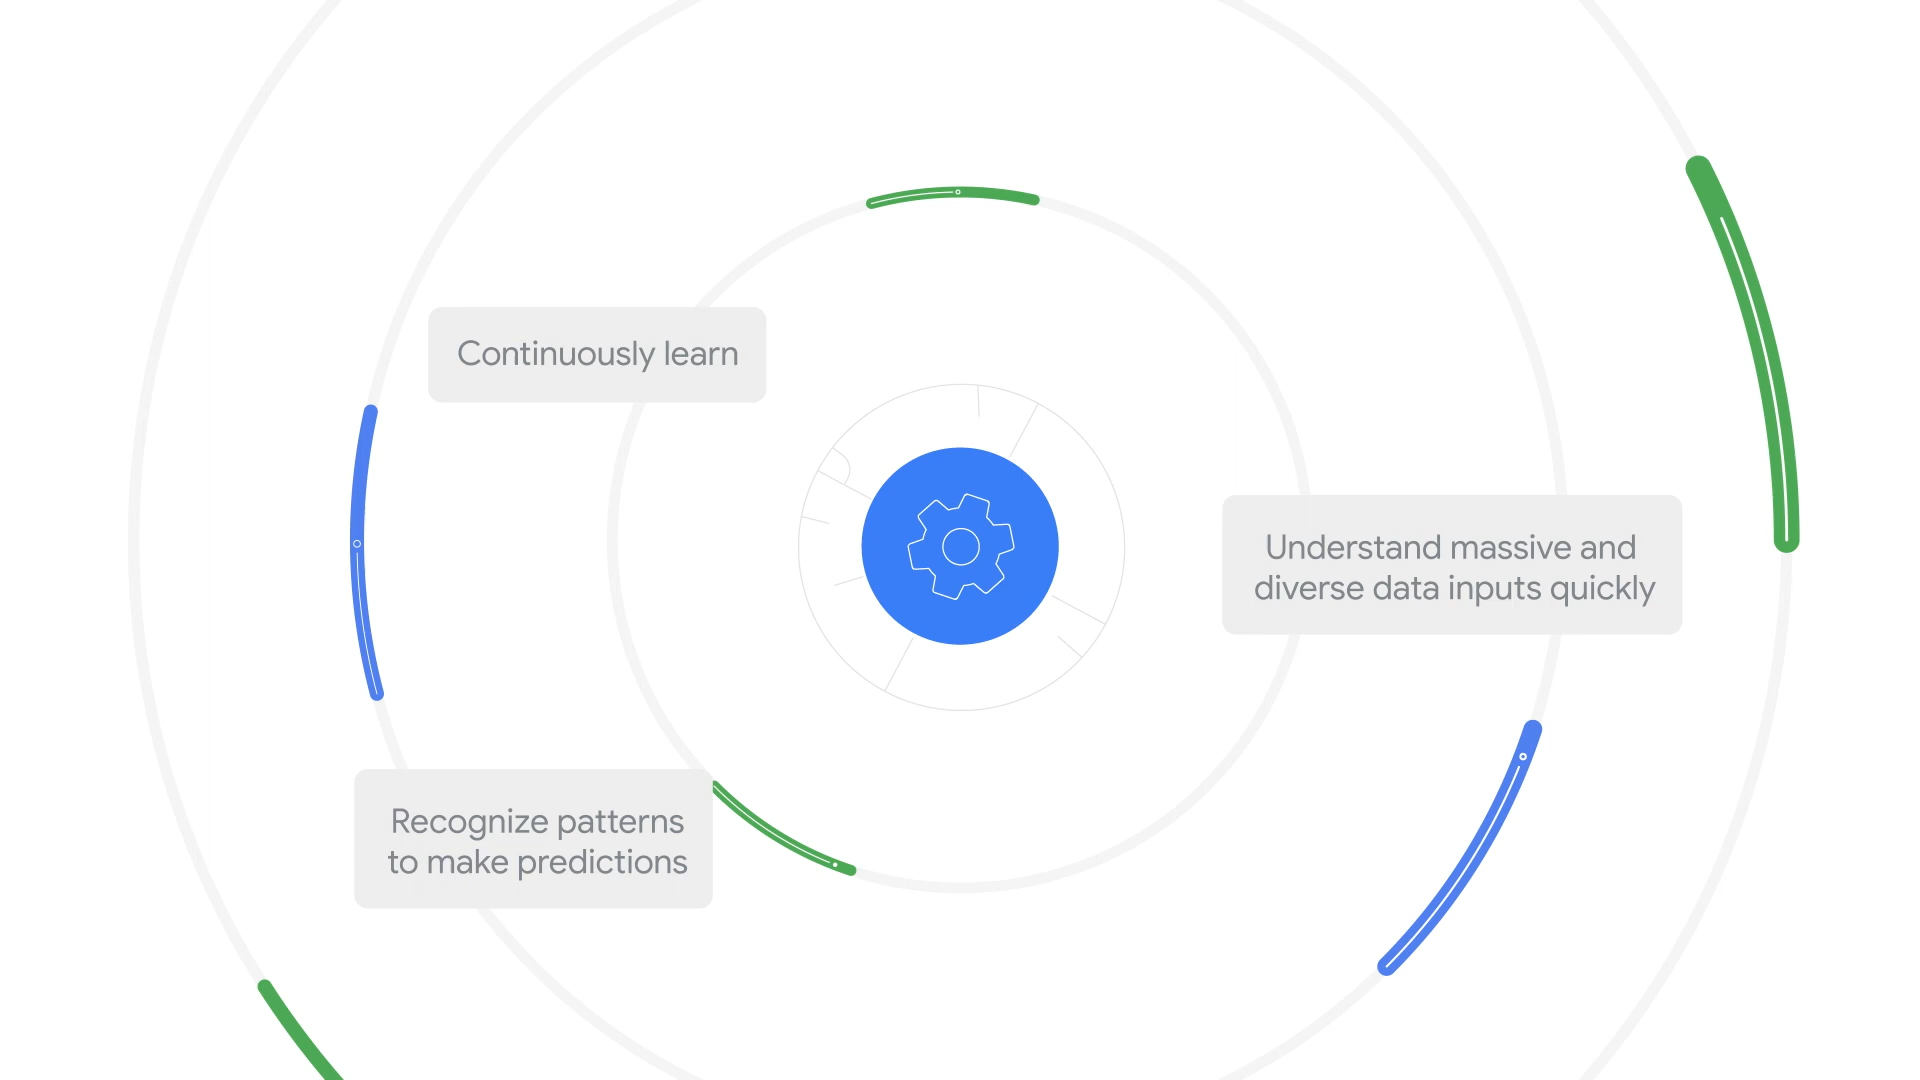 Continuously learn
Understand massive and
diverse data inputs quickly
Recognize patterns
to make predictions